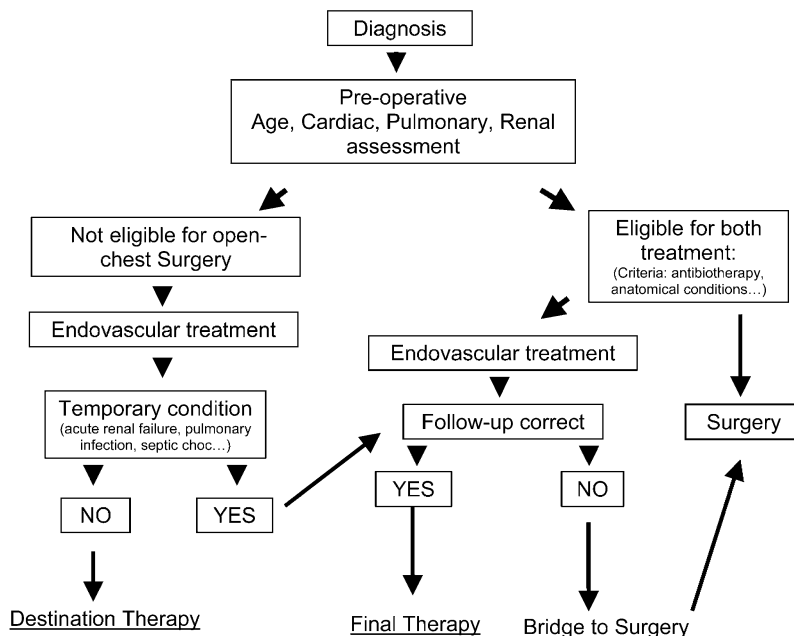 Diagnosis
Pre-operative
Age, Cardiac, Pulmonary, Renal
assessment
Not eligible for open-
chest Surgery
Eligible for both
treatment:
(Criteria: antibiotherapy,
anatomical conditions…)
Endovascular treatment
Endovascular treatment
Temporary condition
(acute renal failure, pulmonary
infection, septic choc…)
Follow-up correct
Surgery
NO
YES
YES
NO
Destination Therapy
Final Therapy
Bridge to Surgery